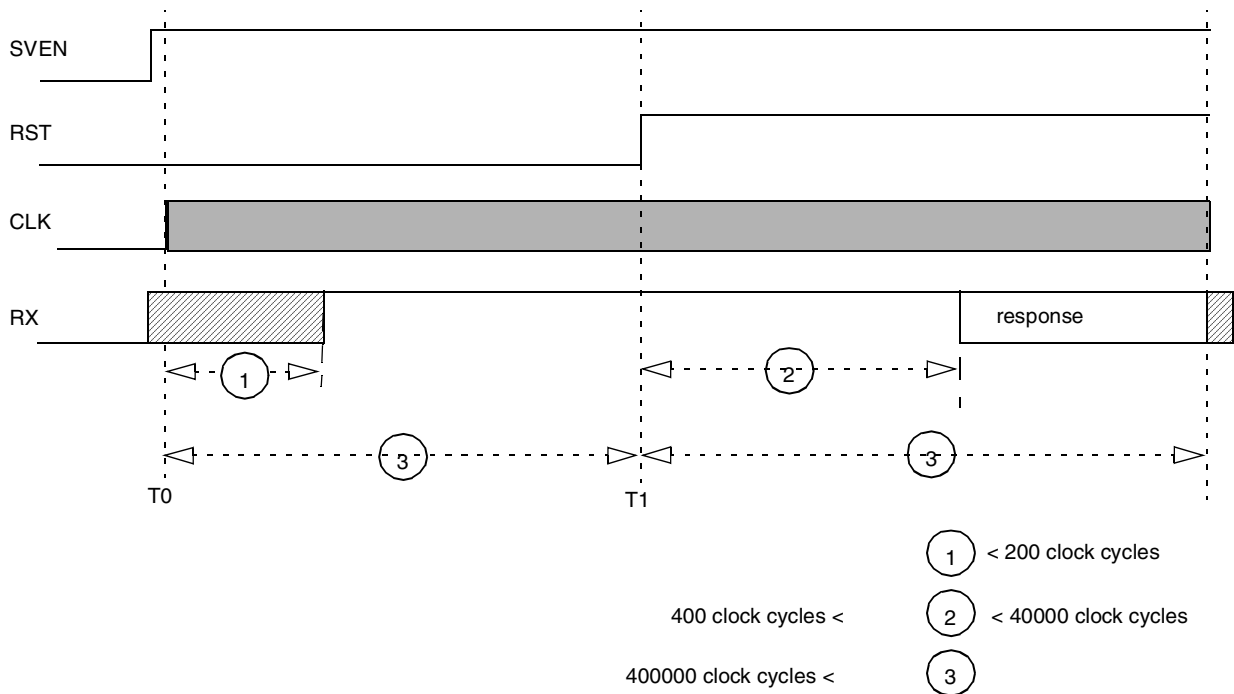 SVEN
RST
CLK
RX
response
1
2
3
3
T0
T1
1 < 200 clock cycles
400 clock cycles < 2 < 40000 clock cycles
400000 clock cycles < 3